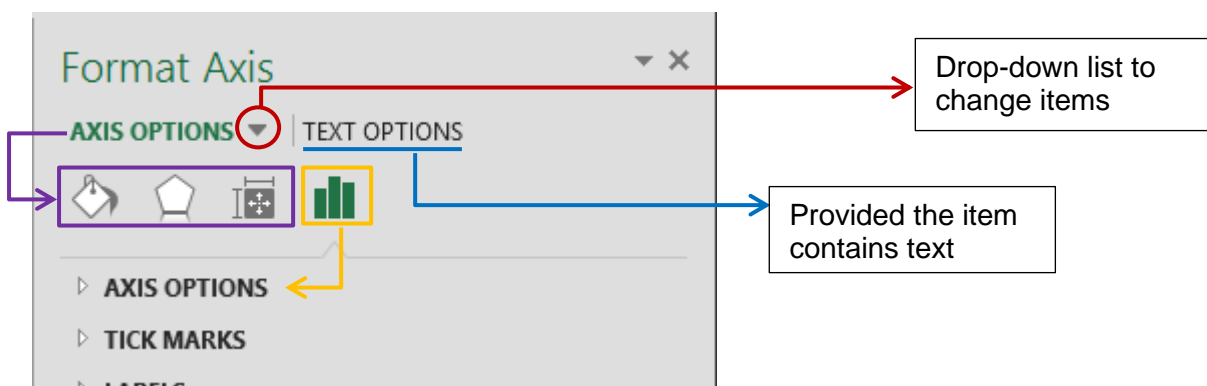 Format Axis
AXIS OPTIONS
TEXT OPTIONS
Drop-down list to
change items
Provided the item
contains text
AXIS OPTIONS
TICK MARKS
LABELS